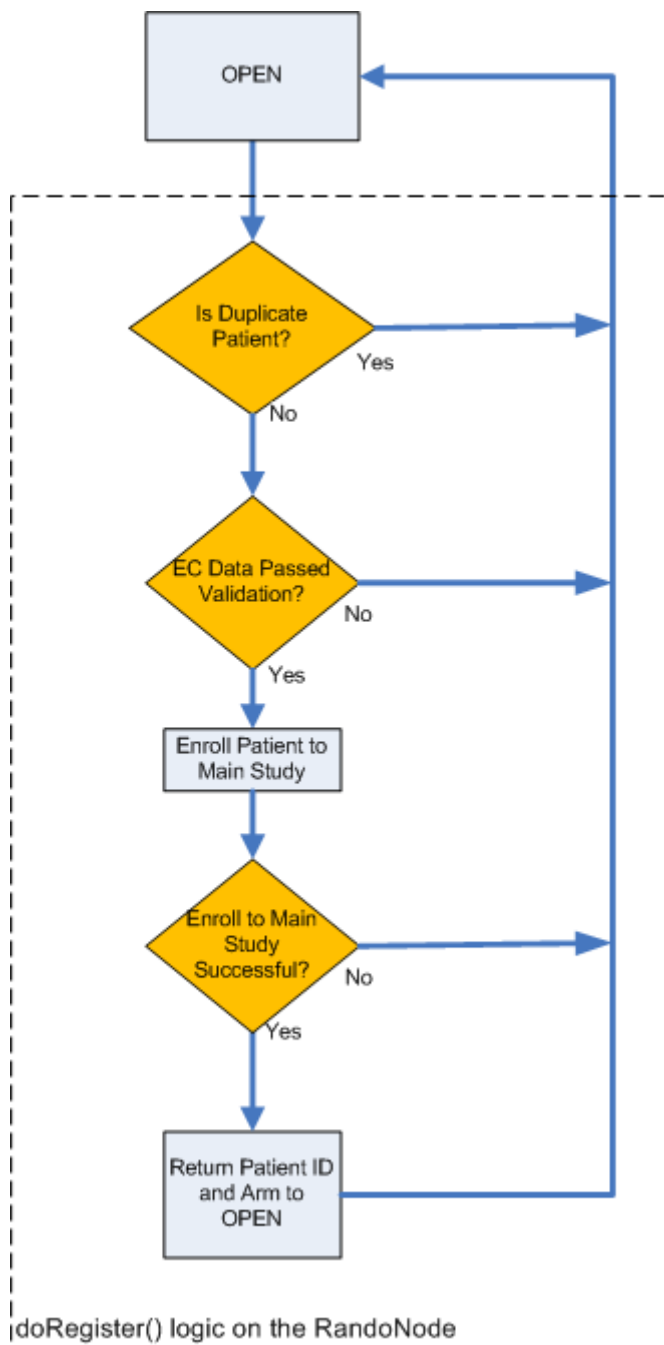 OPEN
Is Duplicate
Patient?
Yes
No
EC Data Passed
Validation?
No
Yes
Enroll Patient to
Main Study
Enroll to Main
Study
Successful?
No
Yes
Return Patient ID
and Arm to
OPEN
doRegister() logic on the RandoNode